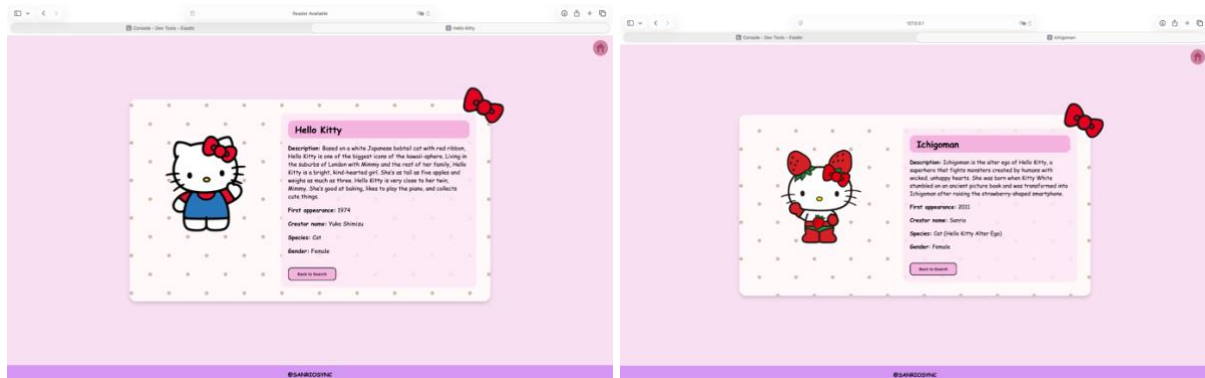 Reader Available
Console - Dev Tools - Elastic
Hello Kitty
Hello Kitty
Description: Based on a white Japanese bobtail cat with red ribbon,
Hello Kitty is one of the biggest icons of the kawaii-sphere. Living in
the suburbs of London with Mimmy and the rest of her family, Hello
Kitty is a bright, kind-hearted girl. She's as tall as five apples and
weighs as much as three. Hello Kitty is very close to her twin,
Mimmy. She's good at baking, likes to play the piano, and collects
cute things.
First appearance: 1974
Creator name: Yuko Shimizu
Species: Cat
Gender: Female
Back to Search
@SANRIOSYNC
127.0.0.1
Console - Dev Tools - Elastic
Ichigoman
Ichigoman
Description: Ichigoman is the alter ego of Hello Kitty, a
superhero that fights monsters created by humans with
wicked, unhappy hearts. She was born when Kitty White
stumbled on an ancient picture book and was transformed into
Ichigoman after raising the strawberry-shaped smartphone.
First appearance: 2011
Creator name: Sanrio
Species: Cat (Hello Kitty Alter Ego)
Gender: Female
Back to Search
@SANRIOSYNC